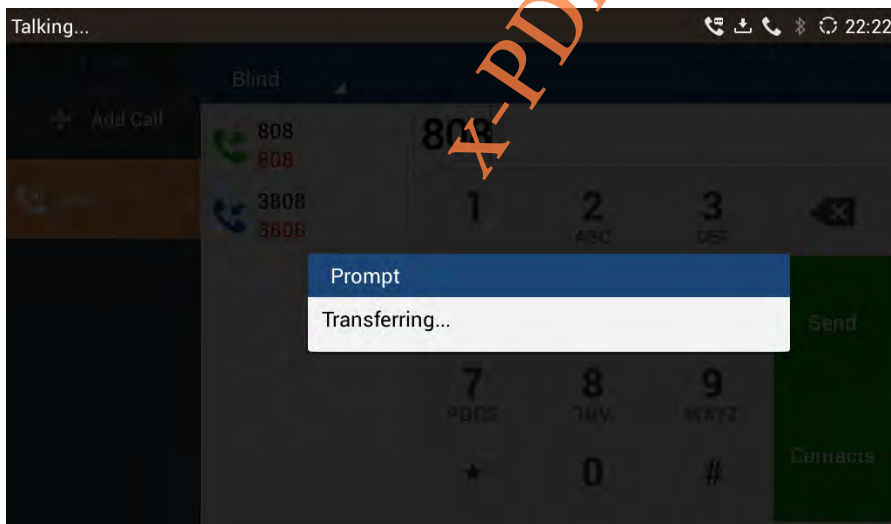 Talking...
22:22
Blind
Add Call
808
808
3808
3808
808
1
2
ABC
3
DEF
Prompt
Transferring...
Send
7
PQRS
8
TUV
9
WXYZ
Contacts
*
0
#
x-PD